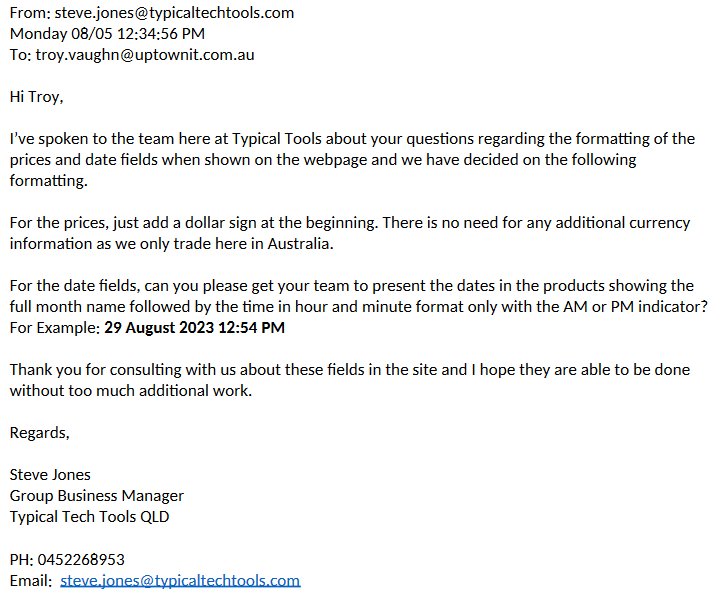 From: steve.jones@typicaltechtools.com
Monday 08/05 12:34:56 PM
To: troy.vaughn@uptownit.com.au
Hi Troy,
I've spoken to the team here at Typical Tools about your questions regarding the formatting of the
prices and date fields when shown on the webpage and we have decided on the following
formatting.
For the prices, just add a dollar sign at the beginning. There is no need for any additional currency
information as we only trade here in Australia.
For the date fields, can you please get your team to present the dates in the products showing the
full month name followed by the time in hour and minute format only with the AM or PM indicator?
For Example: 29 August 2023 12:54 PM
Thank you for consulting with us about these fields in the site and I hope they are able to be done
without too much additional work.
Regards,
Steve Jones
Group Business Manager
Typical Tech Tools QLD
PH: 0452268953
Email: steve.jones@typicaltechtools.com